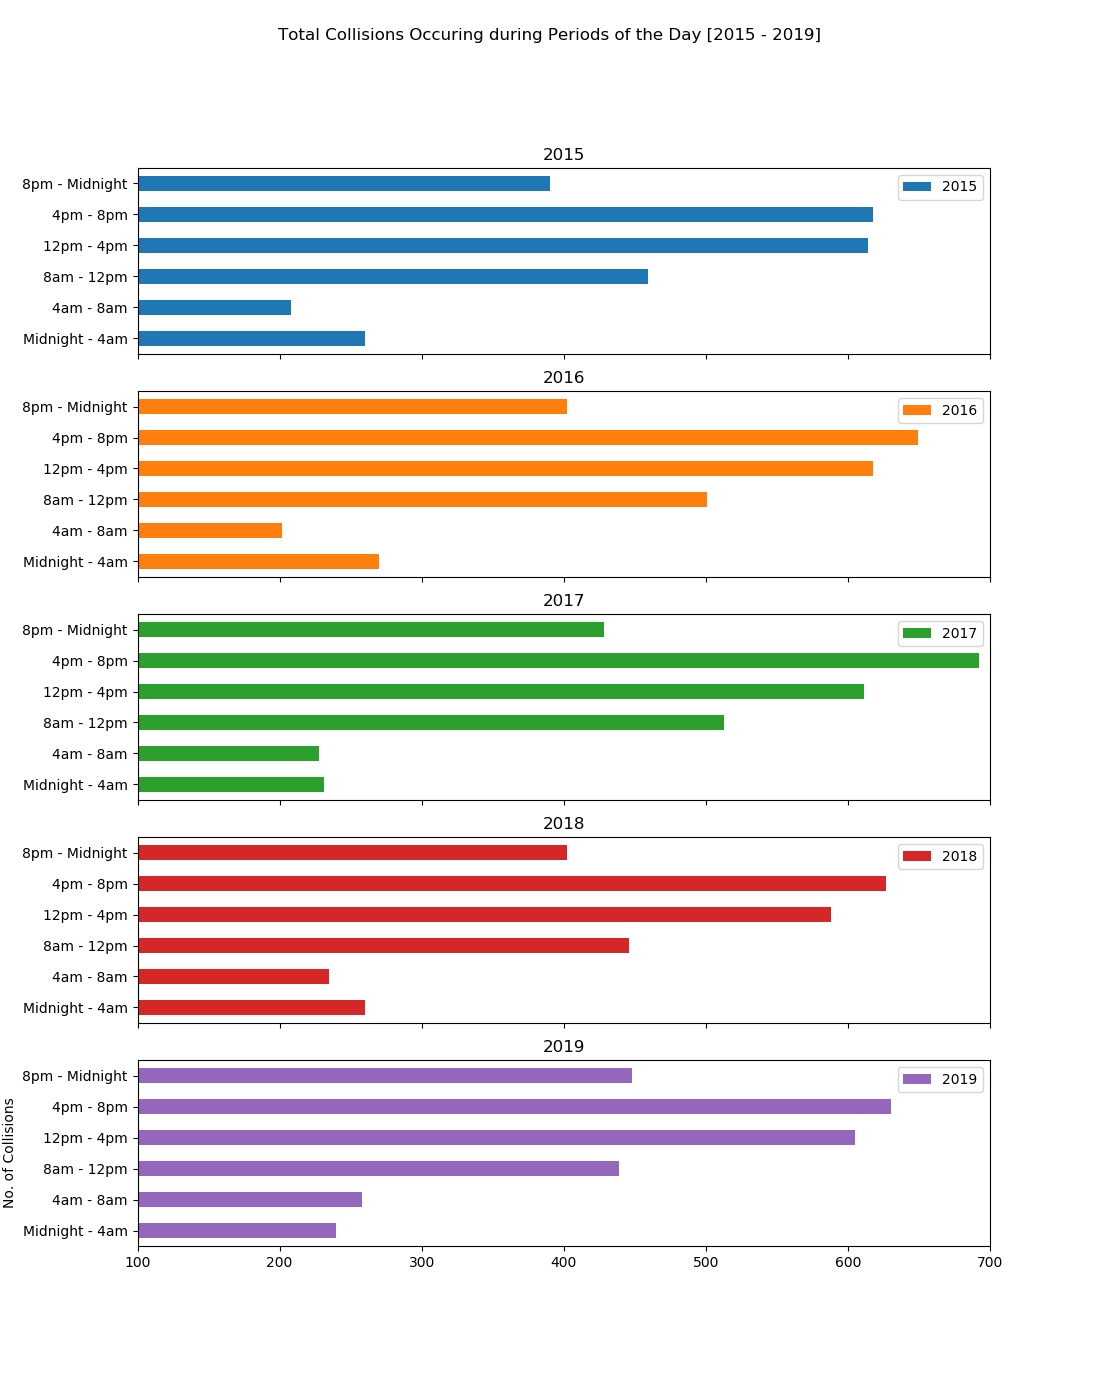 Total Collisions Occuring during Periods of the Day [2015 - 2019]
2015
8pm - Midnight
4pm - 8pm
12pm - 4pm
8am - 12pm
4am - 8am
Midnight - 4am
2015
2016
8pm - Midnight
4pm - 8pm
12pm - 4pm
8am - 12pm
4am - 8am
Midnight - 4am
2016
2017
8pm - Midnight
4pm - 8pm
12pm - 4pm
8am - 12pm
4am - 8am
Midnight - 4am
2017
2018
8pm - Midnight
4pm - 8pm
12pm - 4pm
8am - 12pm
4am - 8am
Midnight - 4am
2018
2019
No. of Collisions
8pm - Midnight
4pm - 8pm
12pm - 4pm
8am - 12pm
4am - 8am
Midnight - 4am
2019
100 200 300 400 500 600 700